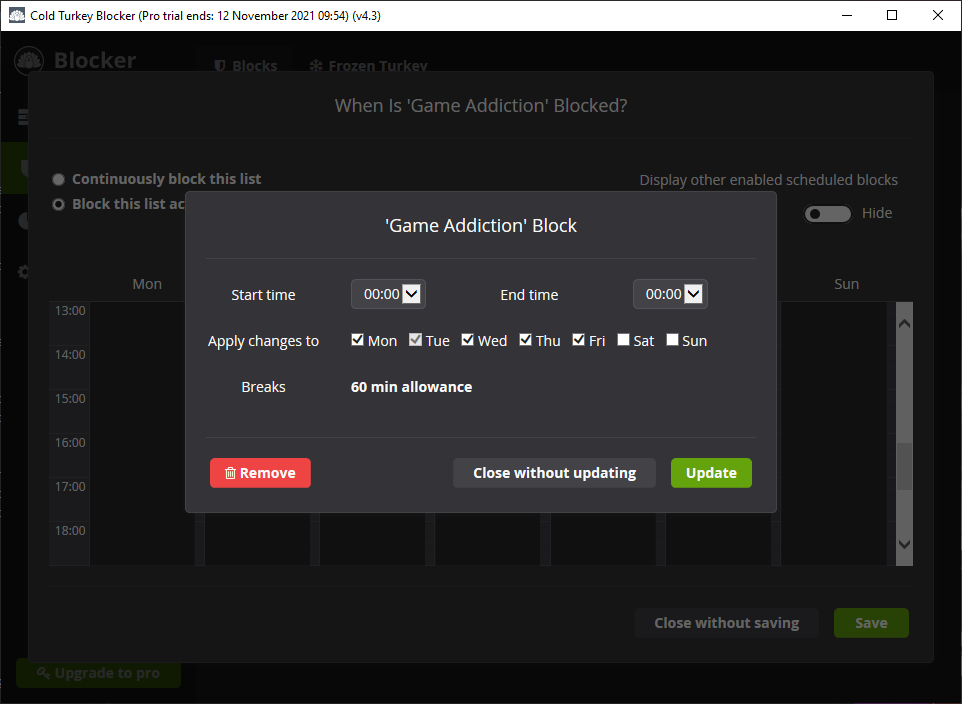 Cold Turkey Blocker (Pro trial ends: 12 November 2021 09:54) (v4.3)
Blocker
Blocks
Frozen Turkey
When Is 'Game Addiction' Blocked?
Continuously block this list
Display other enabled scheduled blocks
Block this list ac
Hide
'Game Addiction' Block
Start time 00:00 End time 00:00
Apply changes to Mon Tue Wed Thu Fri Sat Sun
Breaks 60 min allowance
Remove Close without updating Update
Mon Sun
13:00
14:00
15:00
16:00
17:00
18:00
Close without saving Save
Upgrade to pro